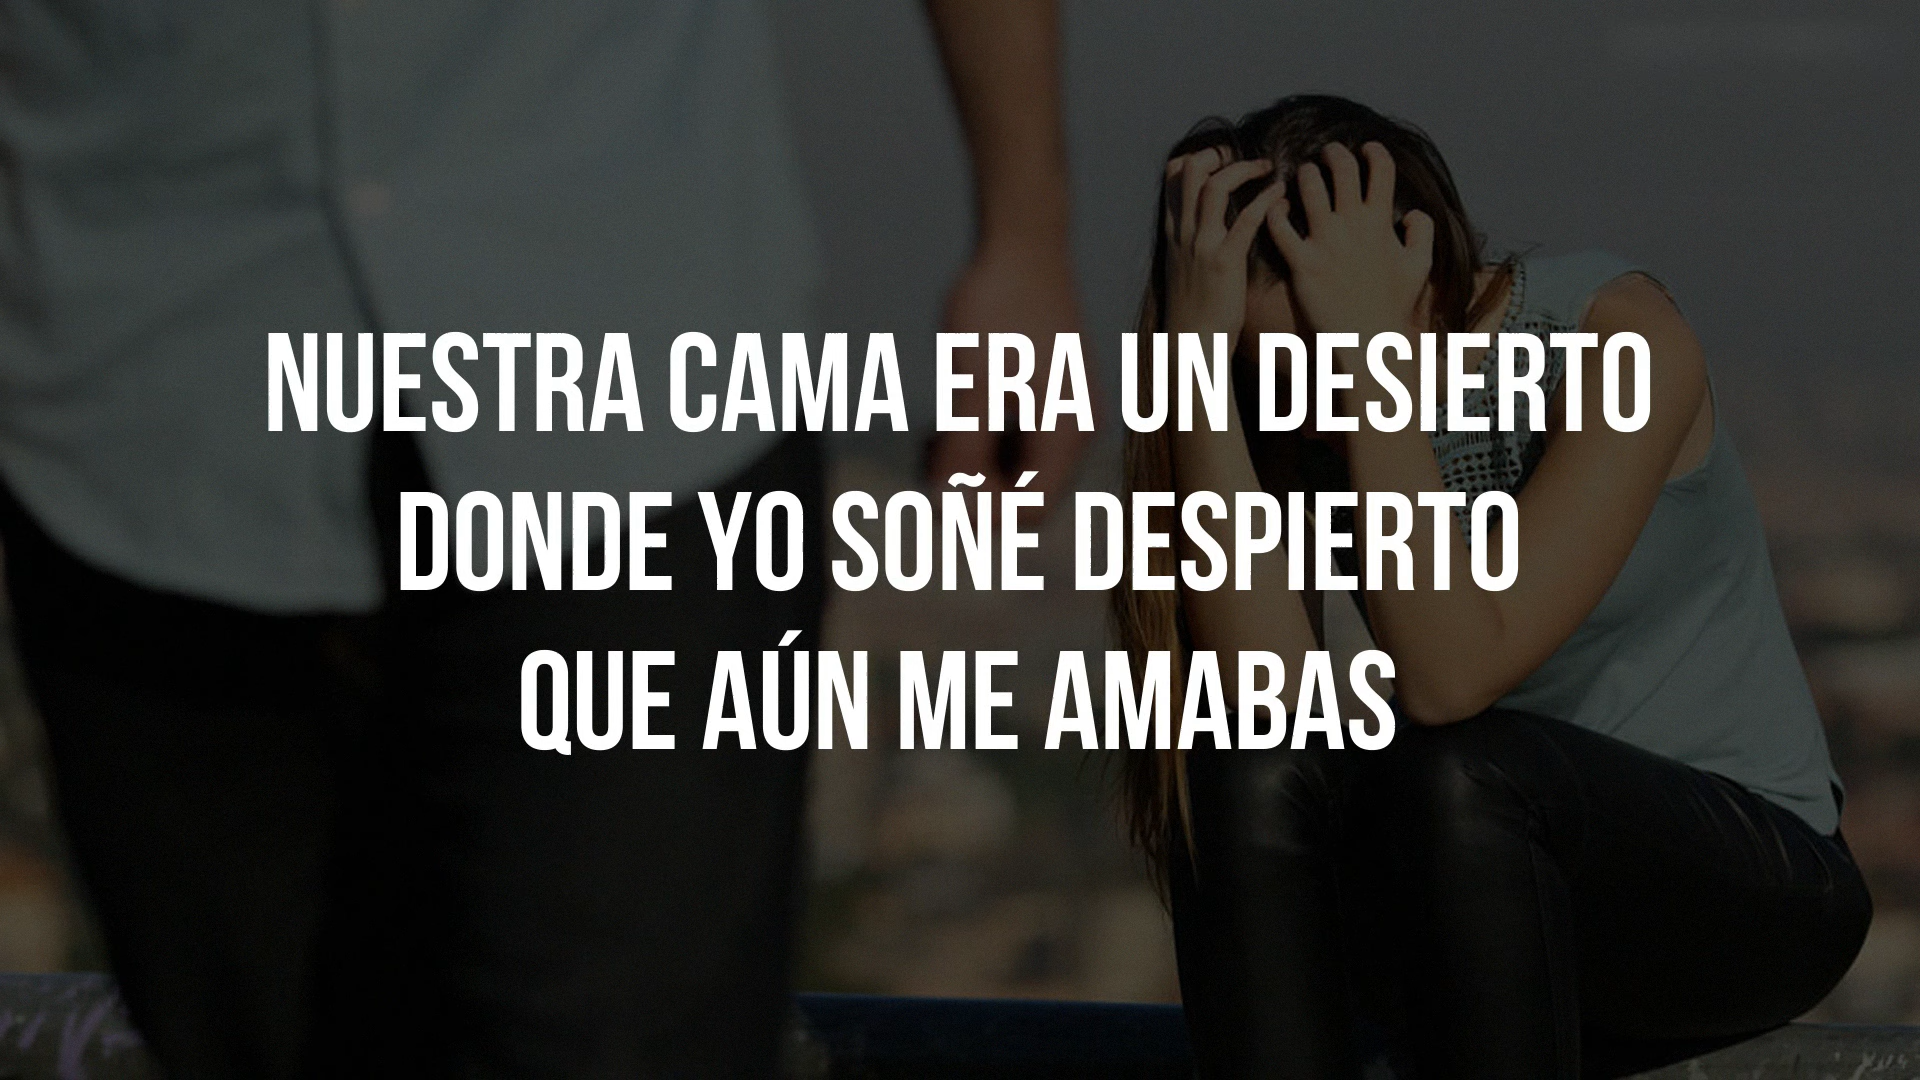 NUESTRA CAMA ERA UN DESIERTO
DONDE YO SOÑÉ DESPIERTO
QUE AÚN ME AMABAS